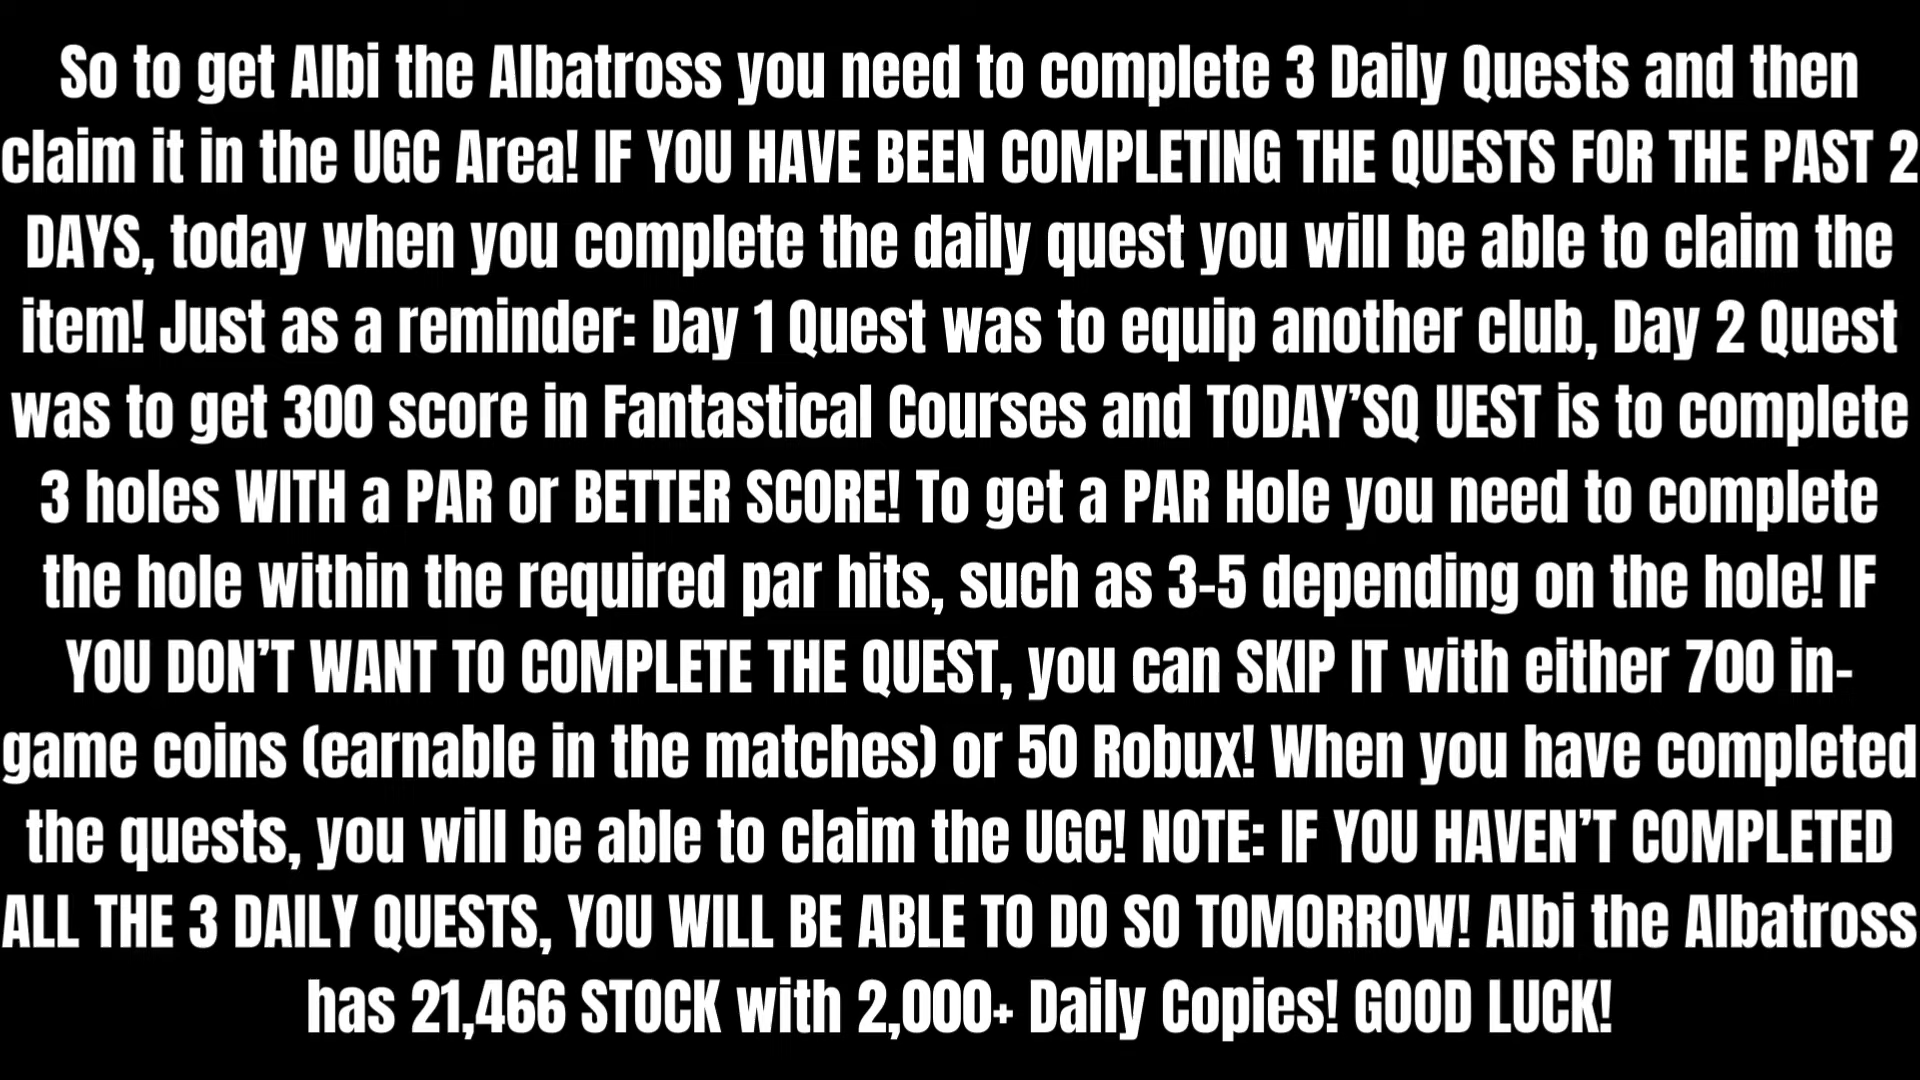 So to get Albi the Albatross you need to complete 3 Daily Quests and then
claim it in the UGC Area! IF YOU HAVE BEEN COMPLETING THE QUESTS FOR THE PAST 2
DAYS, today when you complete the daily quest you will be able to claim the
item! Just as a reminder: Day 1 Quest was to equip another club, Day 2 Quest
was to get 300 score in Fantastical Courses and TODAY’SQ UEST is to complete
3 holes WITH a PAR or BETTER SCORE! To get a PAR Hole you need to complete
the hole within the required par hits, such as 3-5 depending on the hole! IF
YOU DON’T WANT TO COMPLETE THE QUEST, you can SKIP IT with either 700 in-
game coins (earnable in the matches) or 50 Robux! When you have completed
the quests, you will be able to claim the UGC! NOTE: IF YOU HAVEN’T COMPLETED
ALL THE 3 DAILY QUESTS, YOU WILL BE ABLE TO DO SO TOMORROW! Albi the Albatross
has 21,466 STOCK with 2,000+ Daily Copies! GOOD LUCK!